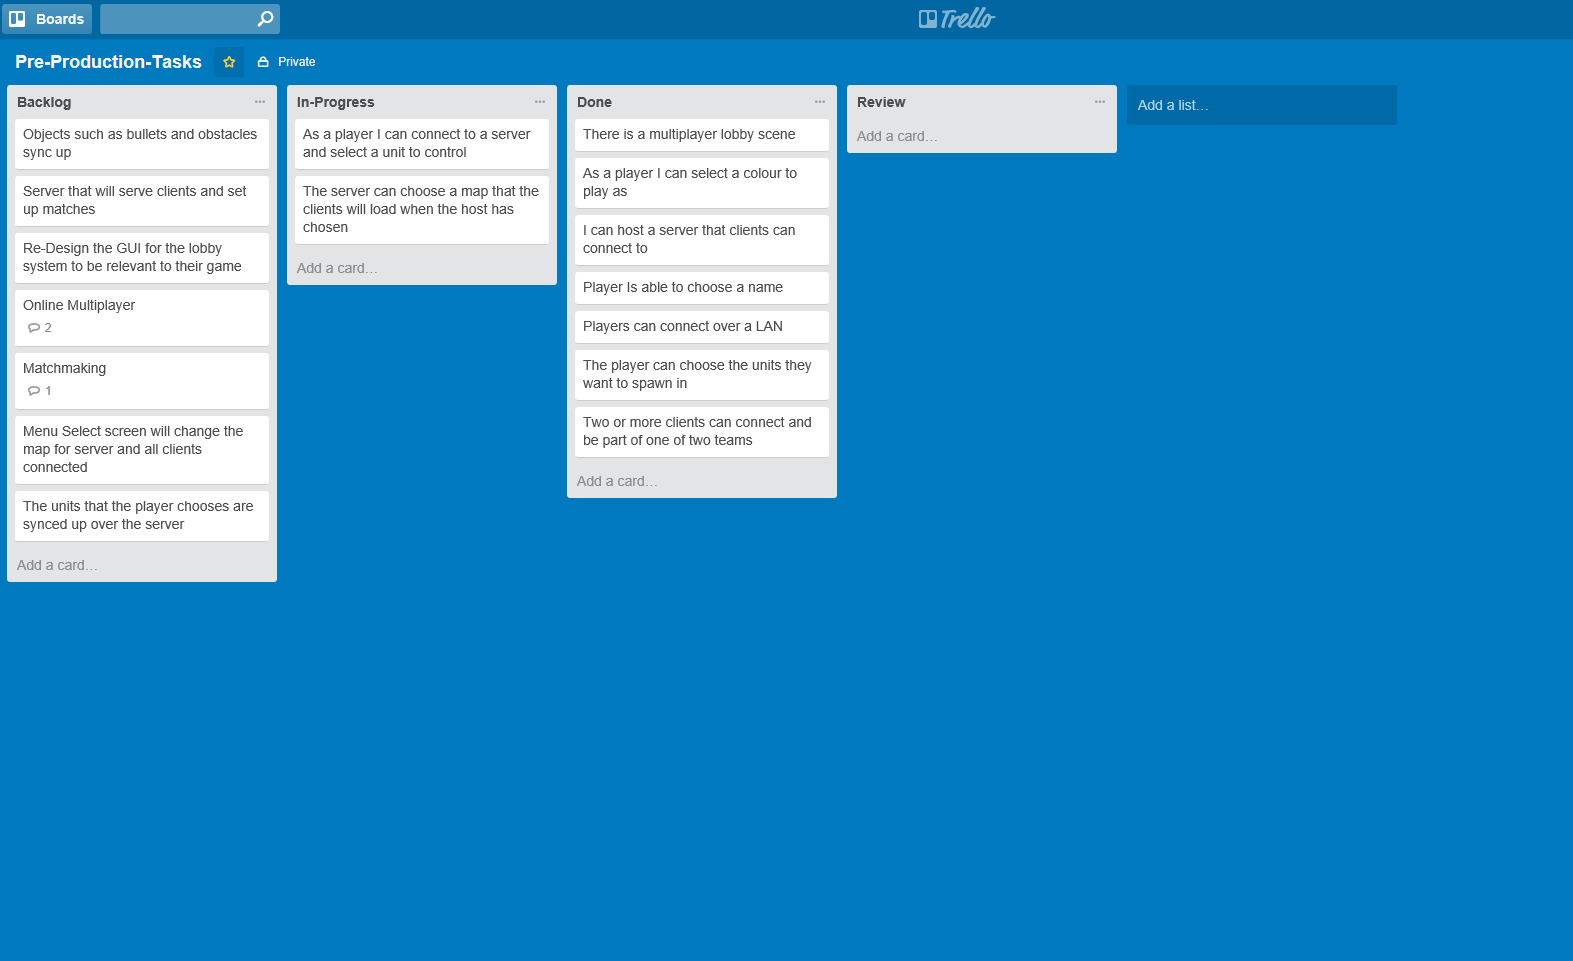 Boards
Trello
Pre-Production-Tasks
Private
Backlog
Objects such as bullets and obstacles
sync up
Server that will serve clients and set
up matches
Re-Design the GUI for the lobby
system to be relevant to their game
Online Multiplayer
2
Matchmaking
1
Menu Select screen will change the
map for server and all clients
connected
The units that the player chooses are
synced up over the server
Add a card…
In-Progress
As a player I can connect to a server
and select a unit to control
The server can choose a map that the
clients will load when the host has
chosen
Add a card…
Done
There is a multiplayer lobby scene
As a player I can select a colour to
play as
I can host a server that clients can
connect to
Player Is able to choose a name
Players can connect over a LAN
The player can choose the units they
want to spawn in
Two or more clients can connect and
be part of one of two teams
Add a card…
Review
Add a card…
Add a list…